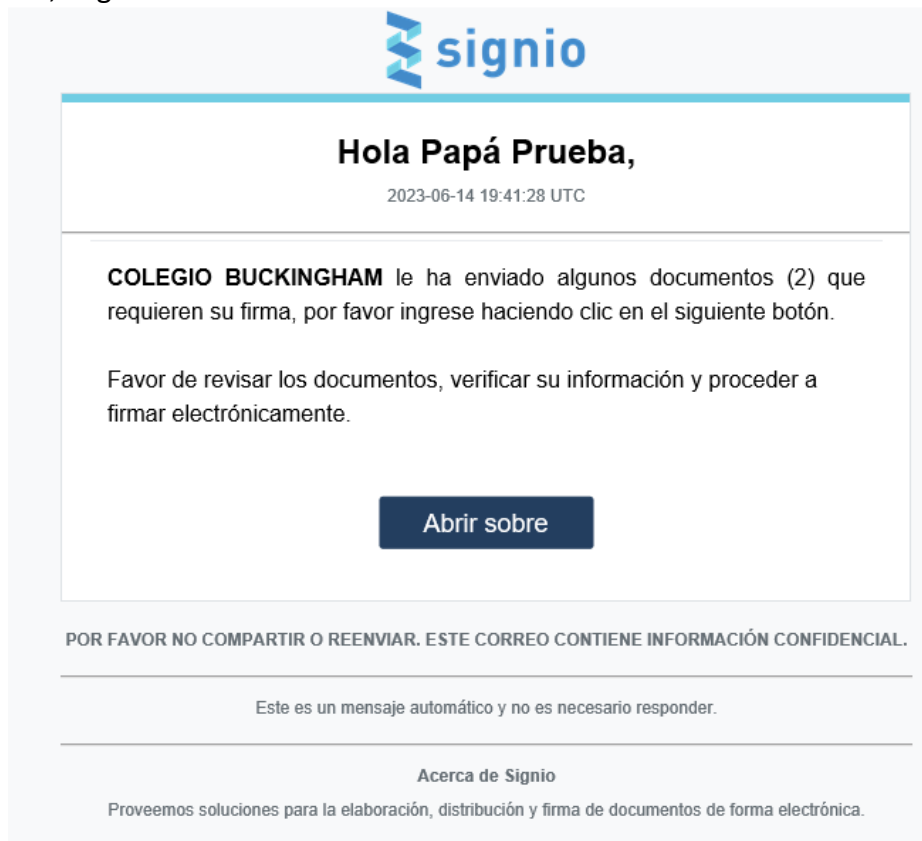 signio
Hola Papá Prueba,
2023-06-14 19:41:28 UTC
COLEGIO BUCKINGHAM le ha enviado algunos documentos (2) que
requieren su firma, por favor ingrese haciendo clic en el siguiente botón.
Favor de revisar los documentos, verificar su información y proceder a
firmar electrónicamente.
Abrir sobre
POR FAVOR NO COMPARTIR O REENVIAR. ESTE CORREO CONTIENE INFORMACIÓN CONFIDENCIAL.
Este es un mensaje automático y no es necesario responder.
Acerca de Signio
Proveemos soluciones para la elaboración, distribución y firma de documentos de forma electrónica.